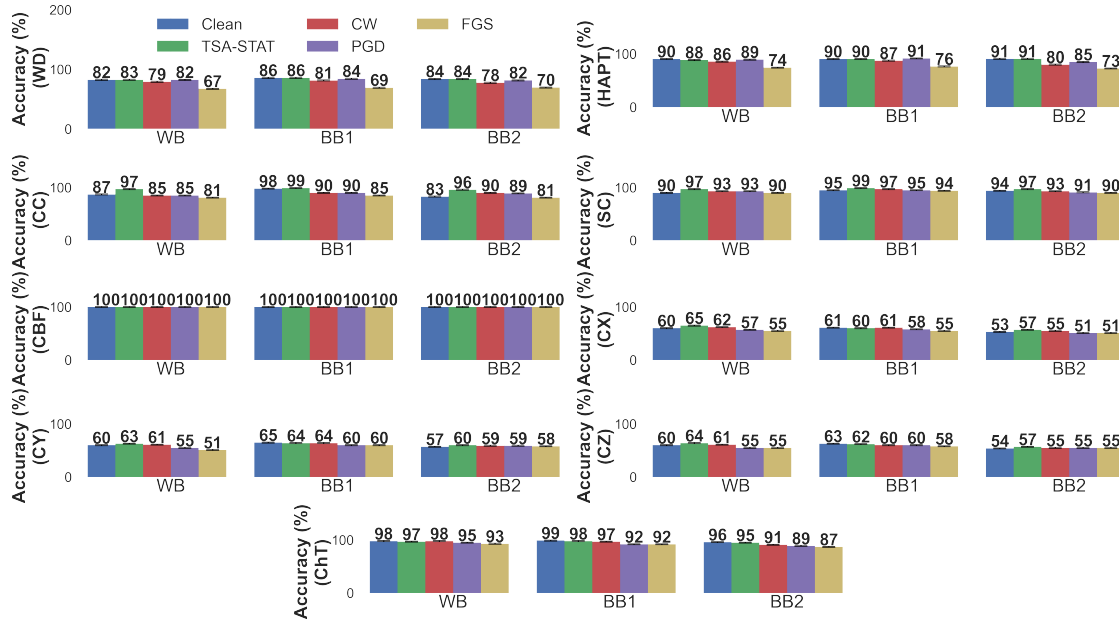 Clean
CW
FGS
TSA-STAT
PGD
Accuracy (%)
(WD)
200
100
0
82 83 79 82 67
86 86 81 84 69
84 84 78 82 70
WB BB1 BB2
Accuracy (%)
(HAPT)
100
0
90 88 86 89 74
90 90 87 91 76
91 91 80 85 73
WB BB1 BB2
Accuracy (%)
(CC)
100
0
87 97 85 85 81
98 99 90 90 85
83 96 90 89 81
WB BB1 BB2
Accuracy (%)
(SC)
100
0
90 97 93 93 90
95 99 97 95 94
94 97 93 91 90
WB BB1 BB2
Accuracy (%)
(CBF)
100
0
100 100 100 100 100
100 100 100 100 100
100 100 100 100 100
WB BB1 BB2
Accuracy (%)
(CX)
100
0
60 65 62 57 55
61 60 61 58 55
53 57 55 51 51
WB BB1 BB2
Accuracy (%)
(CY)
100
0
60 63 61 55 51
65 64 64 60 60
57 60 59 59 58
WB BB1 BB2
Accuracy (%)
(CZ)
100
0
60 64 61 55 55
63 62 60 60 58
54 57 55 55 55
WB BB1 BB2
Accuracy (%)
(ChT)
100
0
98 97 98 95 93
99 98 97 92 92
96 95 91 89 87
WB BB1 BB2